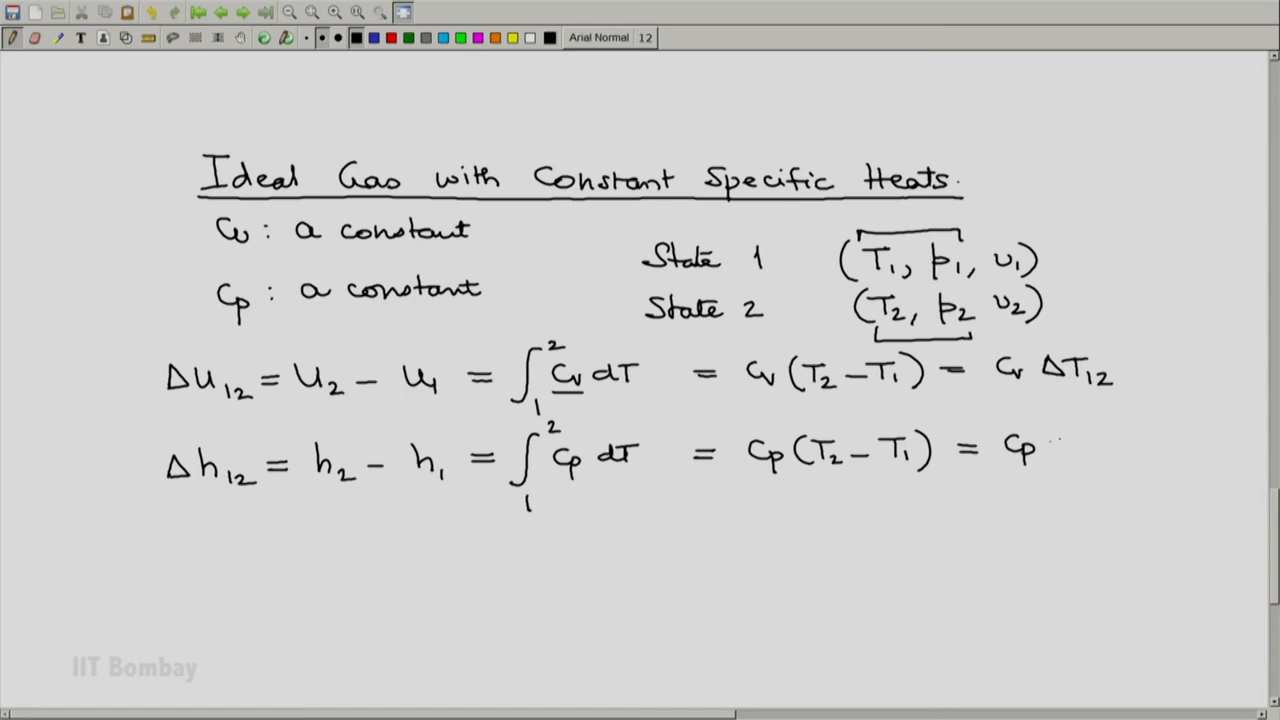 Arial Normal 12
Ideal Gas with Constant Specific Heats.
Cv : a constant
State 1 (T1, p1, v1)
Cp : a constant
State 2 (T2, p2 v2)
Δu12 = u2 − u1 = ∫₁² Cv dT = Cv (T2 − T1) = Cv ΔT12
Δh12 = h2 − h1 = ∫₁² Cp dT = Cp (T2 − T1) = Cp
IIT Bombay